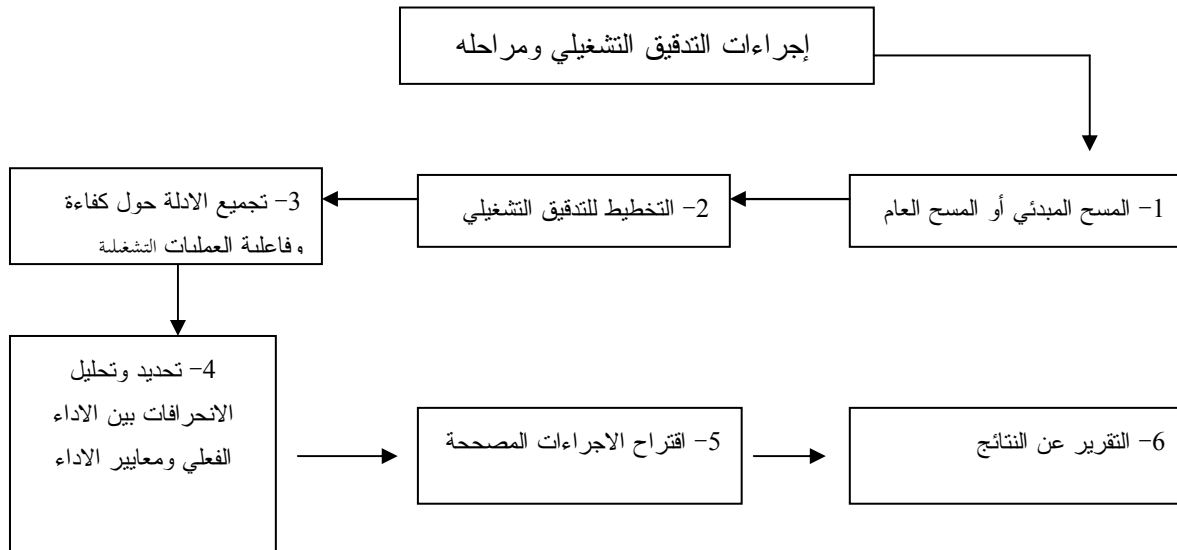 إجراءات التدقيق التشغيلي ومراحله
1- المسح المبدئي أو المسح العام
2- التخطيط للتدقيق التشغيلي
3- تجميع الادلة حول كفاءة
وفاعلية العمليات التشغيلية
4- تحديد وتحليل
الانحرافات بين الاداء
الفعلي ومعايير الاداء
5- اقتراح الاجراءات المصححة
6- التقرير عن النتائج